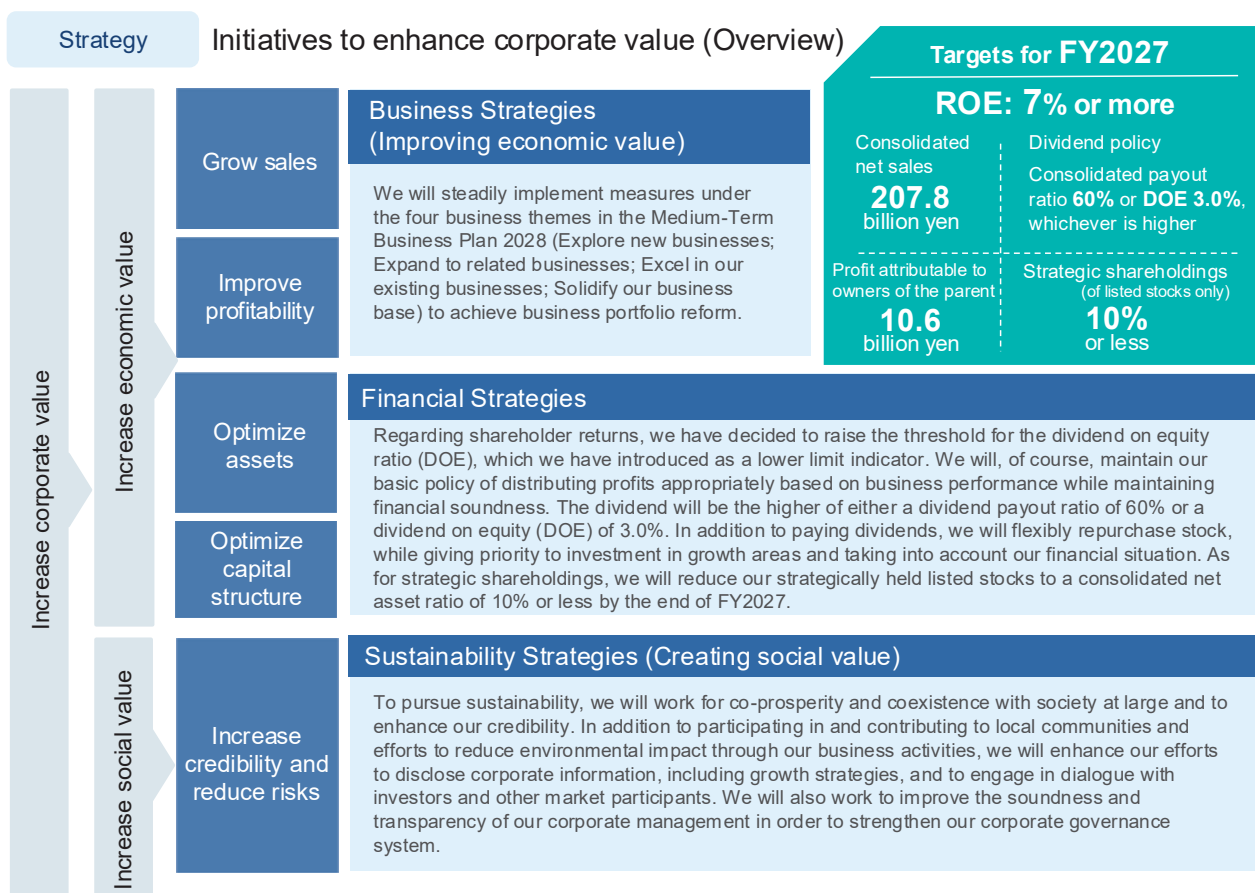 Strategy
Initiatives to enhance corporate value (Overview)
Targets for FY2027
ROE: 7% or more
Consolidated
net sales
207.8
billion yen
Dividend policy
Consolidated payout
ratio 60% or DOE 3.0%,
whichever is higher
Profit attributable to
owners of the parent
10.6
billion yen
Strategic shareholdings
(of listed stocks only)
10%
or less
Increase corporate value
Increase economic value
Grow sales
Improve
profitability
Business Strategies
(Improving economic value)
We will steadily implement measures under
the four business themes in the Medium-Term
Business Plan 2028 (Explore new businesses;
Expand to related businesses; Excel in our
existing businesses; Solidify our business
base) to achieve business portfolio reform.
Optimize
assets
Optimize
capital
structure
Financial Strategies
Regarding shareholder returns, we have decided to raise the threshold for the dividend on equity
ratio (DOE), which we have introduced as a lower limit indicator. We will, of course, maintain our
basic policy of distributing profits appropriately based on business performance while maintaining
financial soundness. The dividend will be the higher of either a dividend payout ratio of 60% or a
dividend on equity (DOE) of 3.0%. In addition to paying dividends, we will flexibly repurchase stock,
while giving priority to investment in growth areas and taking into account our financial situation. As
for strategic shareholdings, we will reduce our strategically held listed stocks to a consolidated net
asset ratio of 10% or less by the end of FY2027.
Increase social value
Increase
credibility and
reduce risks
Sustainability Strategies (Creating social value)
To pursue sustainability, we will work for co-prosperity and coexistence with society at large and to
enhance our credibility. In addition to participating in and contributing to local communities and
efforts to reduce environmental impact through our business activities, we will enhance our efforts
to disclose corporate information, including growth strategies, and to engage in dialogue with
investors and other market participants. We will also work to improve the soundness and
transparency of our corporate management in order to strengthen our corporate governance
system.